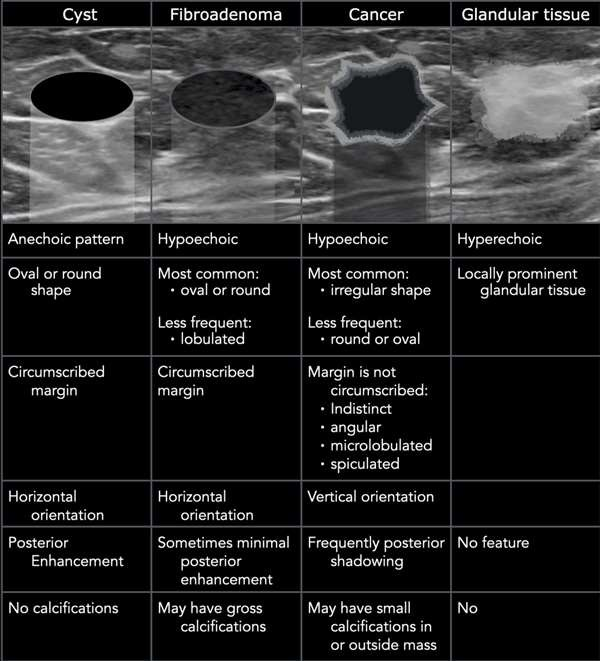 Cyst
Fibroadenoma
Cancer
Glandular tissue
Anechoic pattern
Hypoechoic
Hypoechoic
Hyperechoic
Oval or round
shape
Most common:
• oval or round
Less frequent:
• lobulated
Most common:
• irregular shape
Less frequent:
• round or oval
Locally prominent
glandular tissue
Circumscribed
margin
Circumscribed
margin
Margin is not
circumscribed:
• Indistinct
• angular
• microlobulated
• spiculated
Horizontal
orientation
Horizontal
orientation
Vertical orientation
Posterior
Enhancement
Sometimes minimal
posterior
enhancement
Frequently posterior
shadowing
No feature
No calcifications
May have gross
calcifications
May have small
calcifications in
or outside mass
No